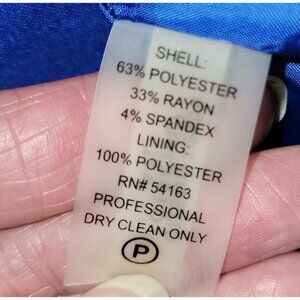 SHELL:
63% POLYESTER
33% RAYON
4% SPANDEX
LINING:
100% POLYESTER
RN# 54163
PROFESSIONAL
DRY CLEAN ONLY
P